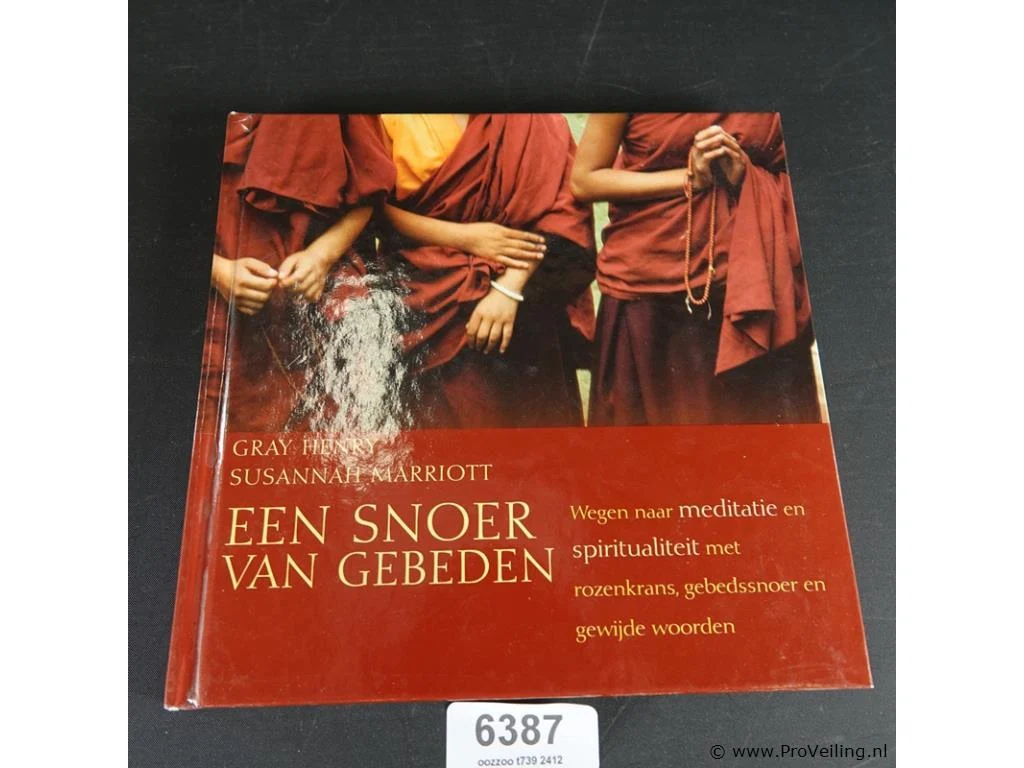 GRAY HENRY
SUSANNAH MARRIOTT
EEN SNOER
VAN GEBEDEN
Wegen naar meditatie en
spiritualiteit met
rozenkrans, gebedssnoer en
gewijde woorden
6387
oozzoo t739 2412
© www.ProVeiling.nl